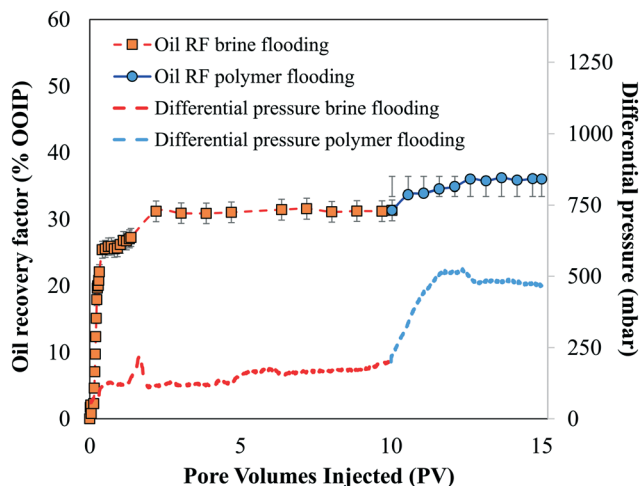 60
50
40
30
20
10
0
Oil recovery factor (% OOIP)
Oil RF brine flooding
Oil RF polymer flooding
Differential pressure brine flooding
Differential pressure polymer flooding
1250
1000
750
500
250
0
Differential pressure (mbar)
0
5
10
15
Pore Volumes Injected (PV)